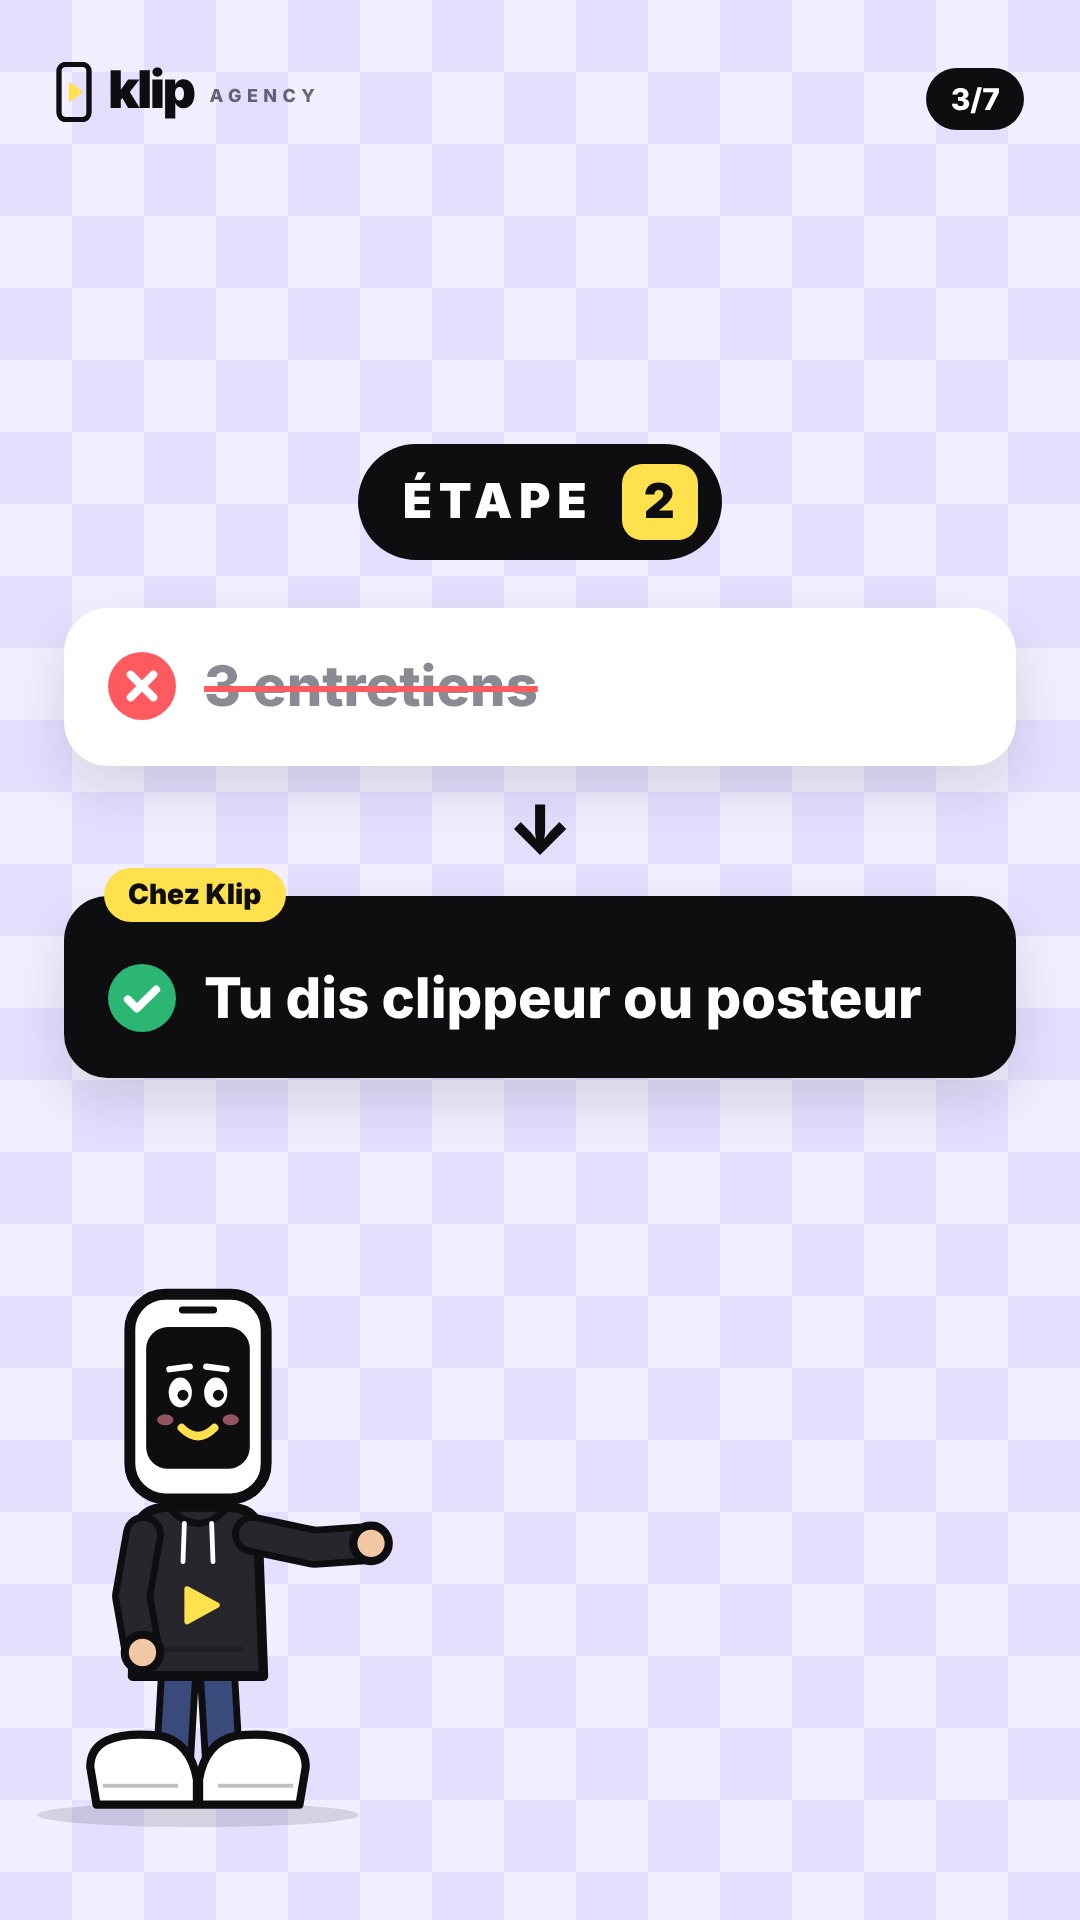 klip AGENCY
3/7
ÉTAPE 2
3 entretiens
Chez Klip
Tu dis clippeur ou posteur